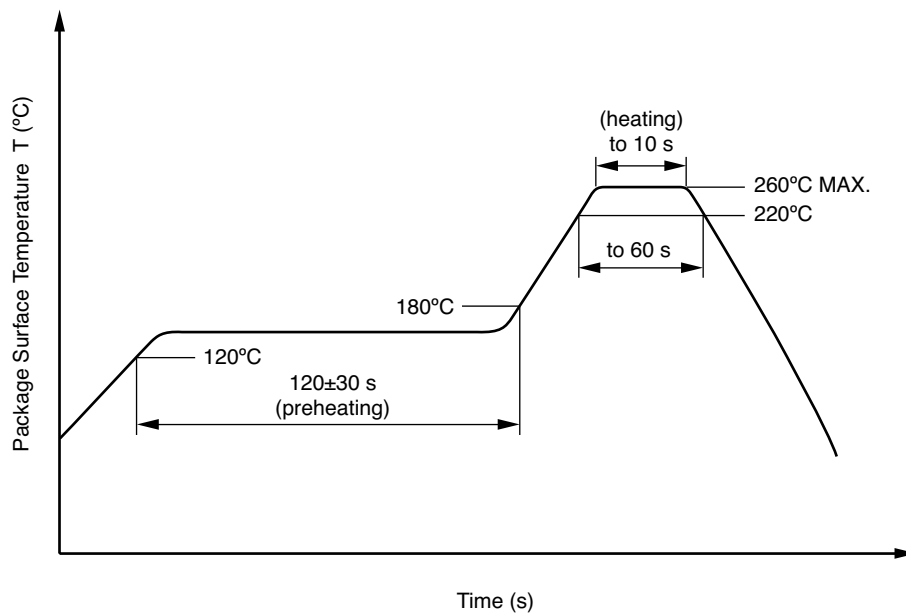 Package Surface Temperature T (ºC)
(heating)
to 10 s
260ºC MAX.
220ºC
to 60 s
180ºC
120ºC
120±30 s
(preheating)
Time (s)